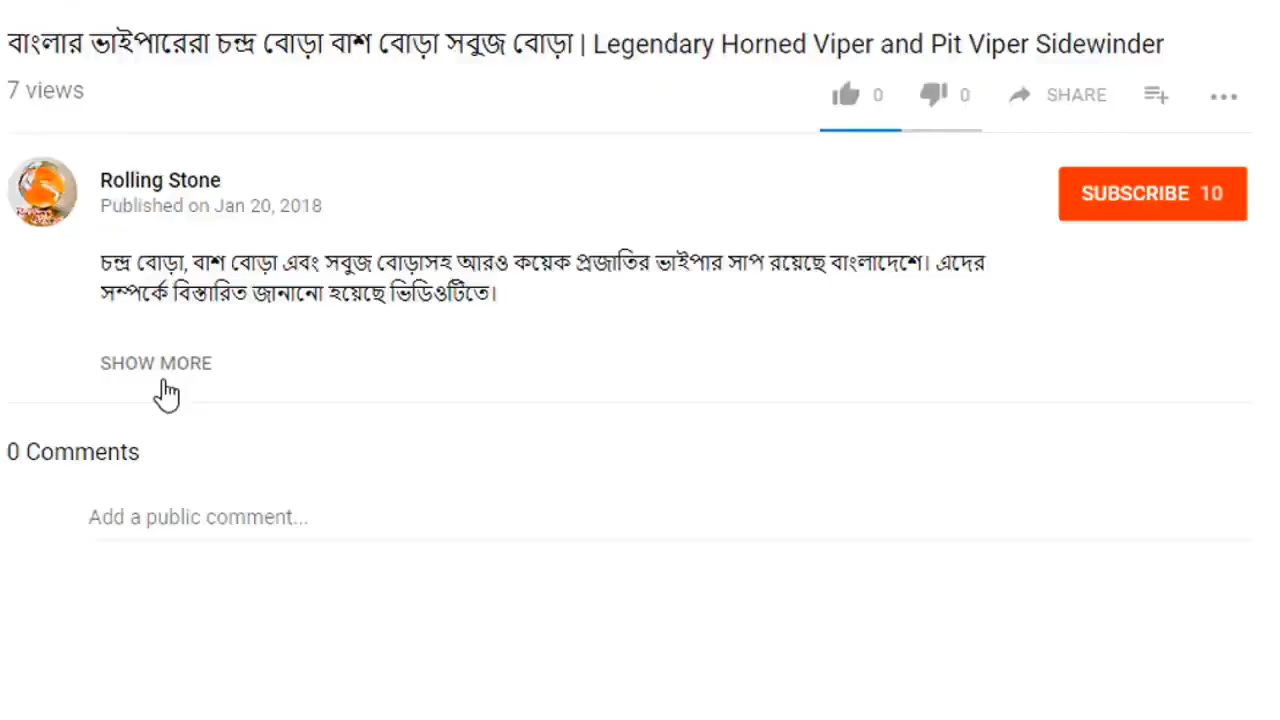 বাংলার ভাইপারেরা চন্দ্র বোড়া বাশ বোড়া সবুজ বোড়া | Legendary Horned Viper and Pit Viper Sidewinder
7 views
0 0 SHARE
Rolling Stone
Published on Jan 20, 2018
SUBSCRIBE 10
চন্দ্র বোড়া, বাশ বোড়া এবং সবুজ বোড়াসহ আরও কয়েক প্রজাতির ভাইপার সাপ রয়েছে বাংলাদেশে। এদের
সম্পর্কে বিস্তারিত জানানো হয়েছে ভিডিওটিতে।
SHOW MORE
0 Comments
Add a public comment...